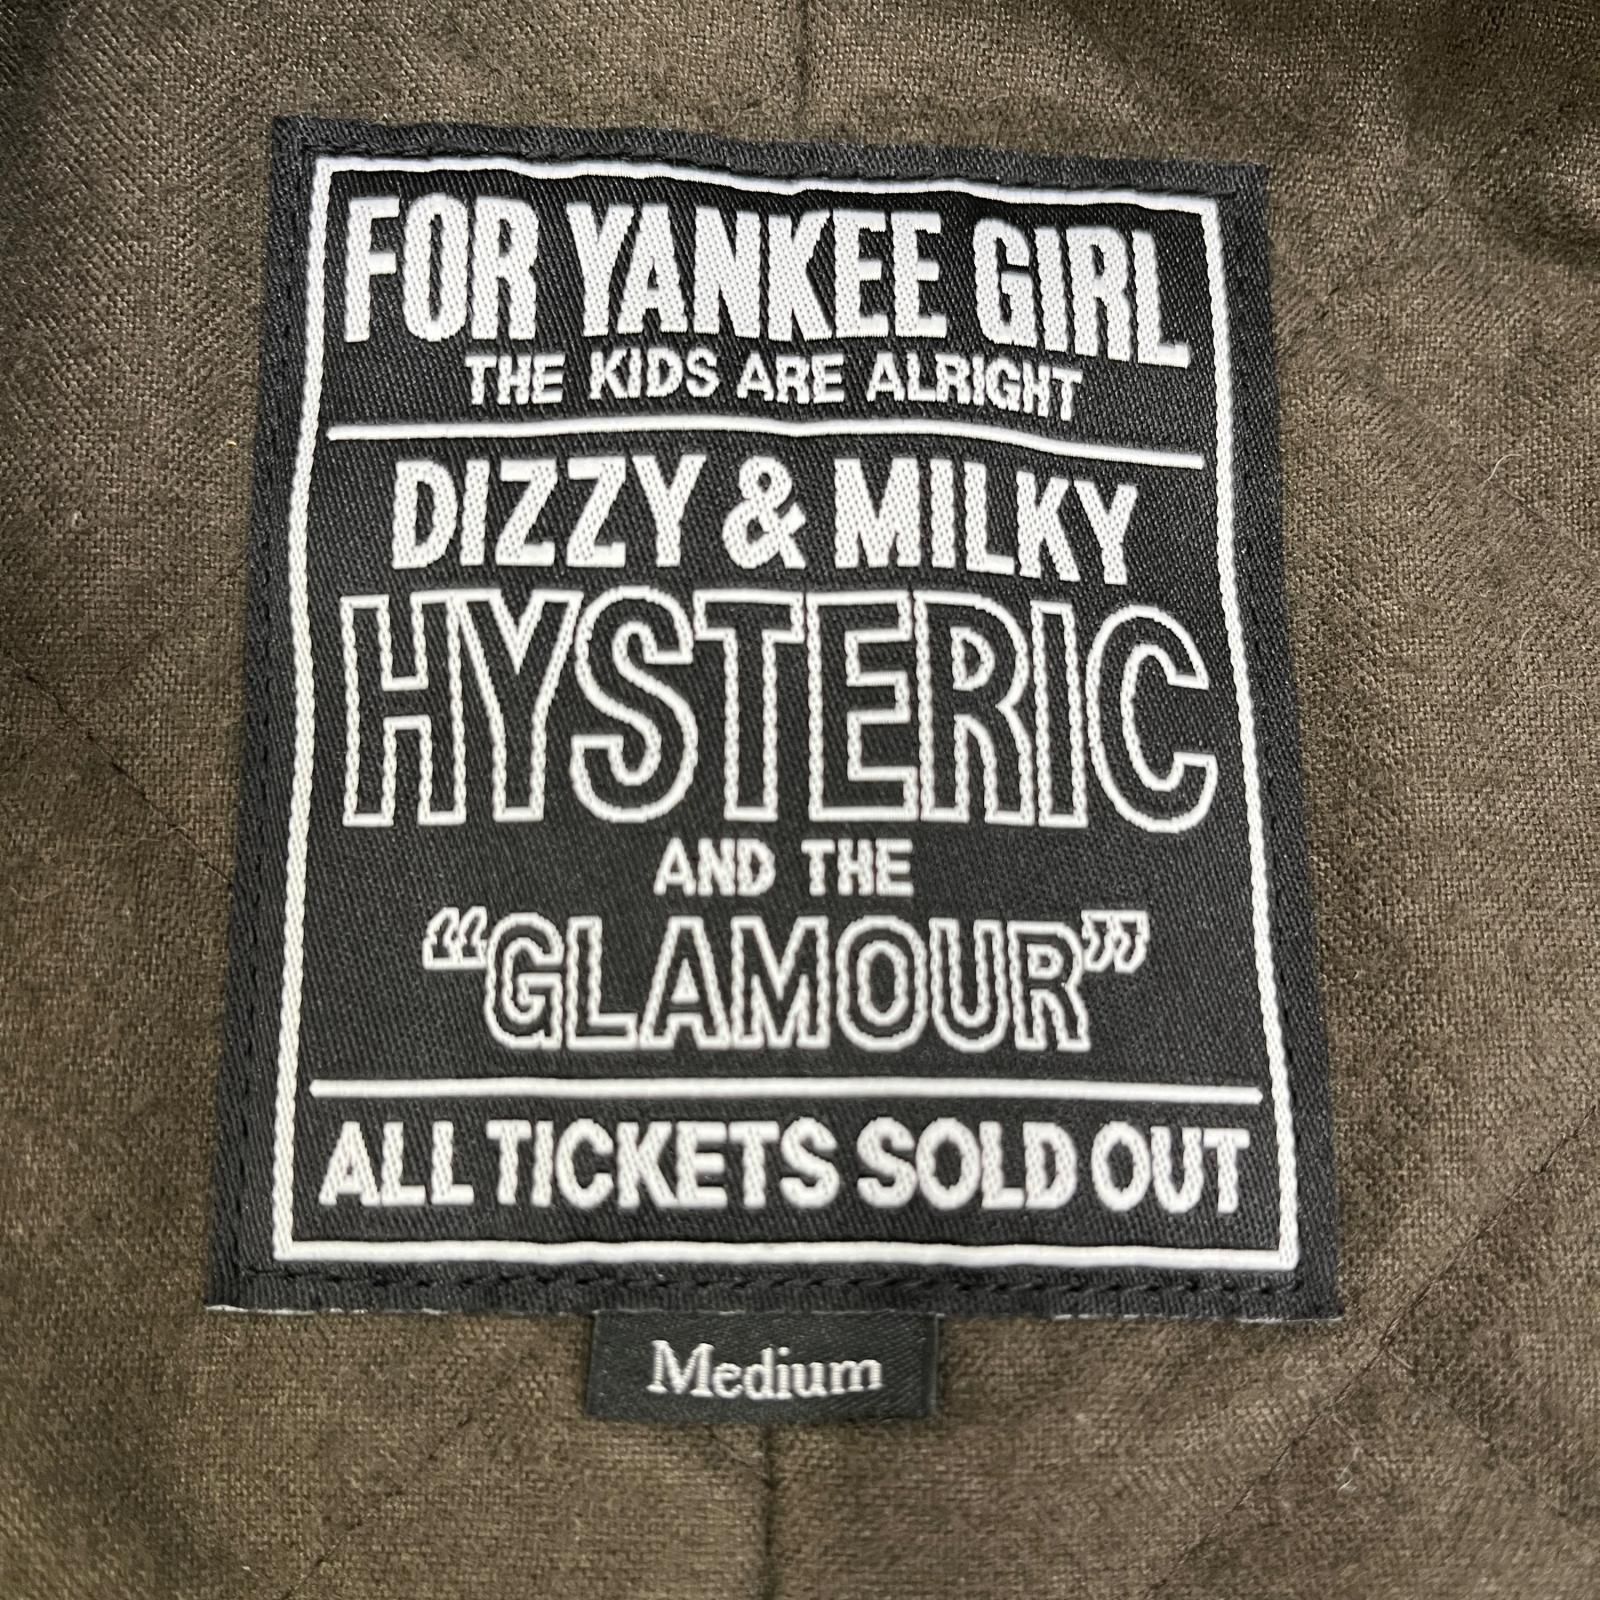 FOR YANKEE GIRL
THE KIDS ARE ALRIGHT
DIZZY & MILKY
HYSTERIC
AND THE
“GLAMOUR”
ALL TICKETS SOLD OUT
Medium